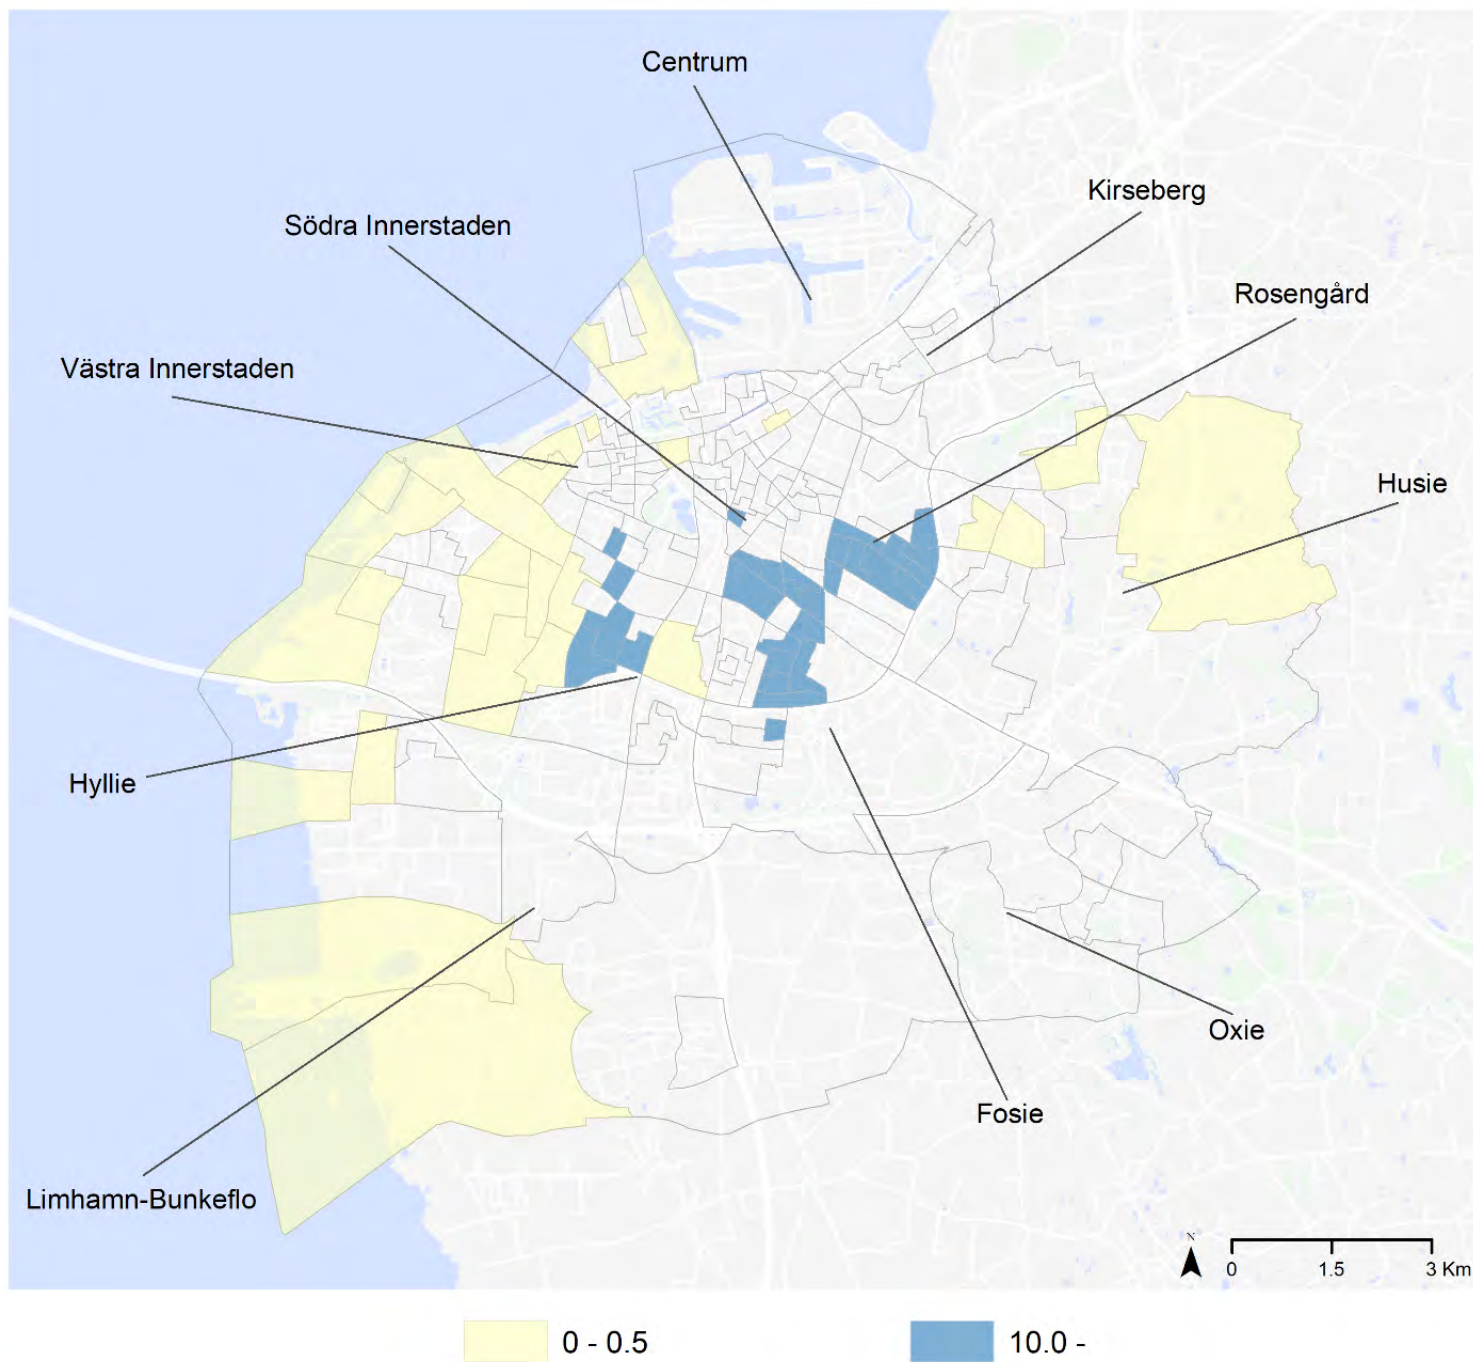 Centrum
Kirseberg
Södra Innerstaden
Rosengård
Västra Innerstaden
Husie
Hyllie
Oxie
Fosie
Limhamn-Bunkeflo
N
0 1.5 3 Km
0 - 0.5 10.0 -